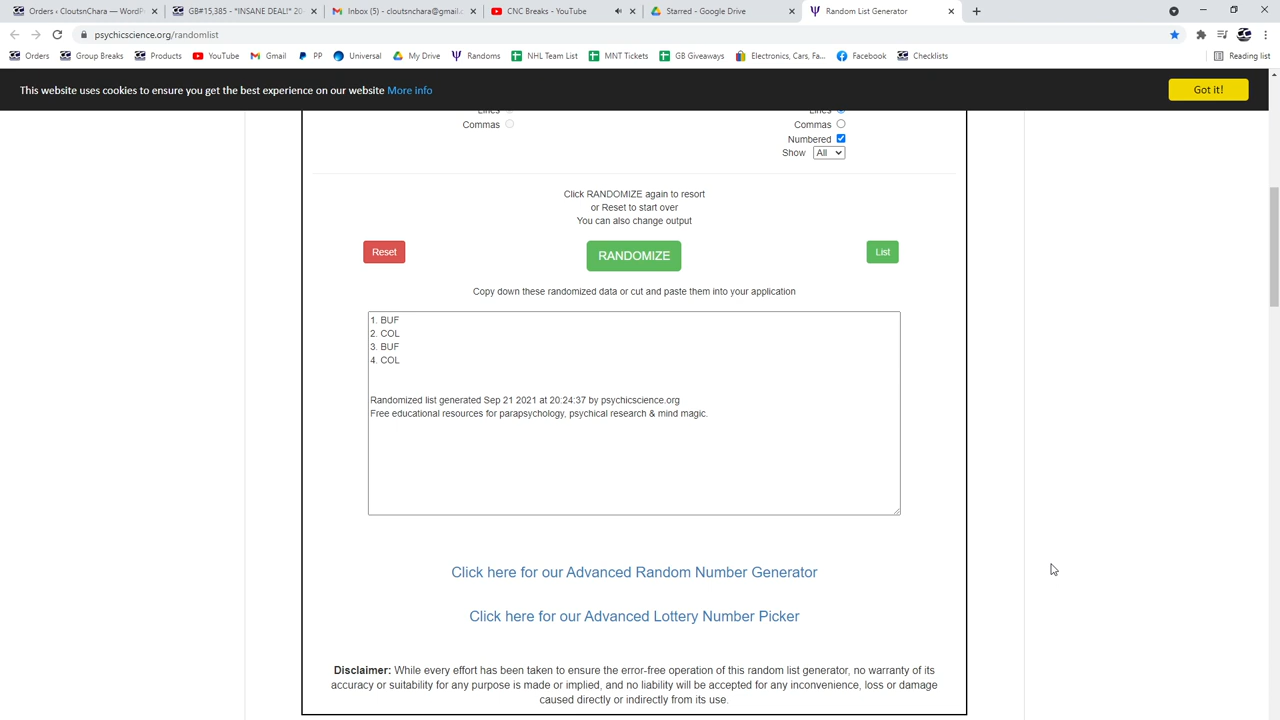 Orders ‹ CloutsnChara — WordP
GB#15,385 - *INSANE DEAL!* 20-
Inbox (5) - cloutsnchara@gmail.
CNC Breaks - YouTube
Starred - Google Drive
Random List Generator
psychicscience.org/randomlist
Orders
Group Breaks
Products
YouTube
Gmail
PP
Universal
My Drive
Randoms
NHL Team List
MNT Tickets
GB Giveaways
Electronics, Cars, Fa...
Facebook
Checklists
Reading list
This website uses cookies to ensure you get the best experience on our website More info
Got it!
Lines
Lines
Commas
Commas
Numbered
Show All
Click RANDOMIZE again to resort
or Reset to start over
You can also change output
Reset
RANDOMIZE
List
Copy down these randomized data or cut and paste them into your application
1. BUF
2. COL
3. BUF
4. COL
Randomized list generated Sep 21 2021 at 20:24:37 by psychicscience.org
Free educational resources for parapsychology, psychical research & mind magic.
Click here for our Advanced Random Number Generator
Click here for our Advanced Lottery Number Picker
Disclaimer: While every effort has been taken to ensure the error-free operation of this random list generator, no warranty of its
accuracy or suitability for any purpose is made or implied, and no liability will be accepted for any inconvenience, loss or damage
caused directly or indirectly from its use.